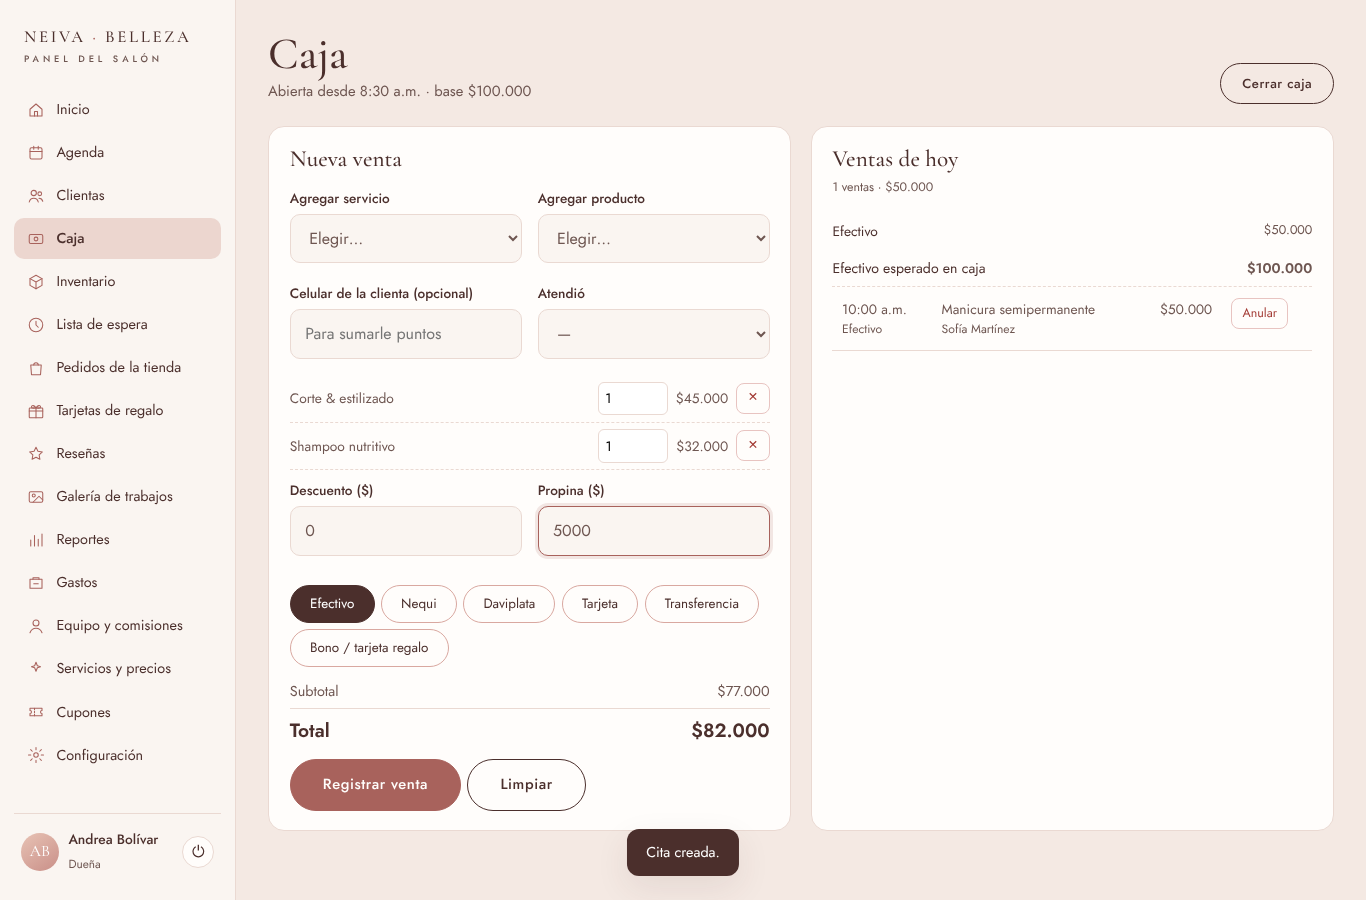 NEIVA · BELLEZA
PANEL DEL SALÓN
Inicio
Agenda
Clientas
Caja
Inventario
Lista de espera
Pedidos de la tienda
Tarjetas de regalo
Reseñas
Galería de trabajos
Reportes
Gastos
Equipo y comisiones
Servicios y precios
Cupones
Configuración
AB
Andrea Bolívar
Dueña
Caja
Abierta desde 8:30 a.m. · base $100.000
Cerrar caja
Nueva venta
Agregar servicio
Agregar producto
Elegir...
Elegir...
Celular de la clienta (opcional)
Atendió
Para sumarle puntos
—
Corte & estilizado 1 $45.000 ×
Shampoo nutritivo 1 $32.000 ×
Descuento ($)
Propina ($)
0
5000
Efectivo
Nequi
Daviplata
Tarjeta
Transferencia
Bono / tarjeta regalo
Subtotal $77.000
Total $82.000
Registrar venta
Limpiar
Ventas de hoy
1 ventas · $50.000
Efectivo $50.000
Efectivo esperado en caja $100.000
10:00 a.m. Manicura semipermanente $50.000 Anular
Efectivo Sofía Martínez
Cita creada.